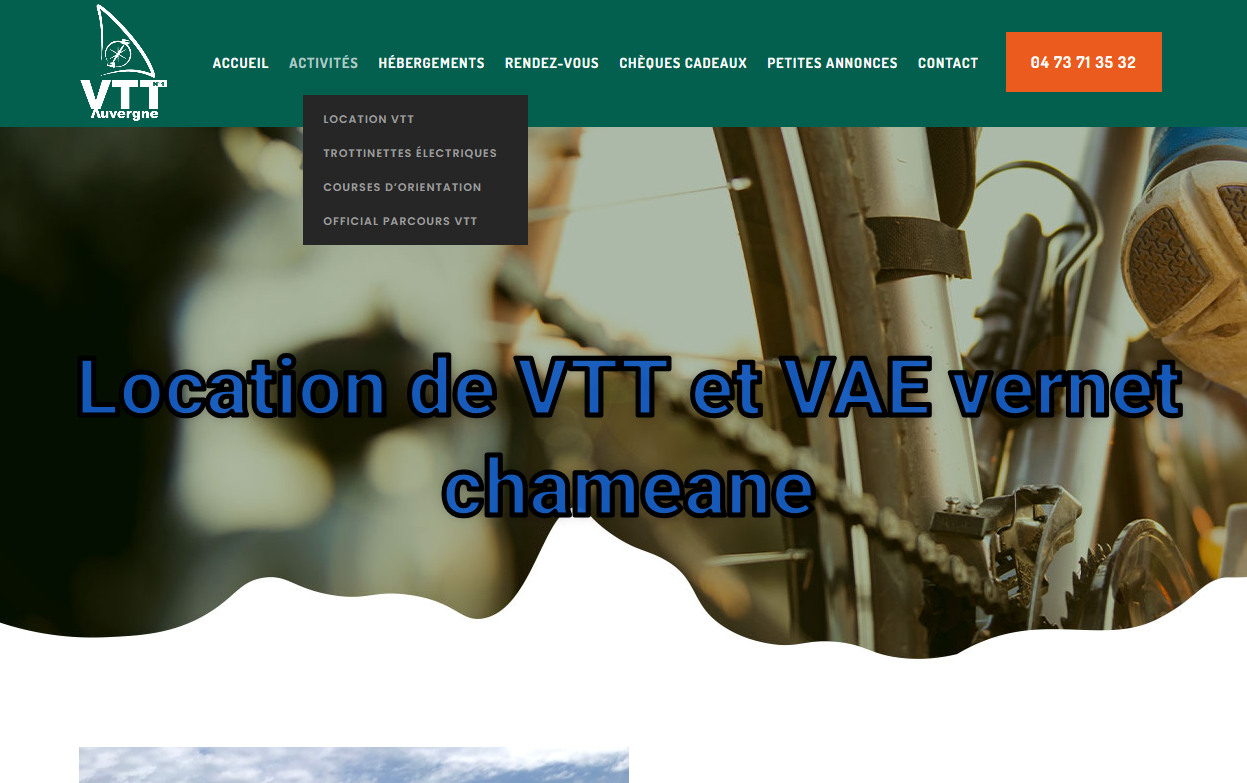 VTT N°1
Auvergne
ACCUEIL ACTIVITÉS HÉBERGEMENTS RENDEZ-VOUS CHÈQUES CADEAUX PETITES ANNONCES CONTACT 04 73 71 35 32
LOCATION VTT
TROTTINETTES ÉLECTRIQUES
COURSES D'ORIENTATION
OFFICIAL PARCOURS VTT
Location de VTT et VAE vernet
chameane